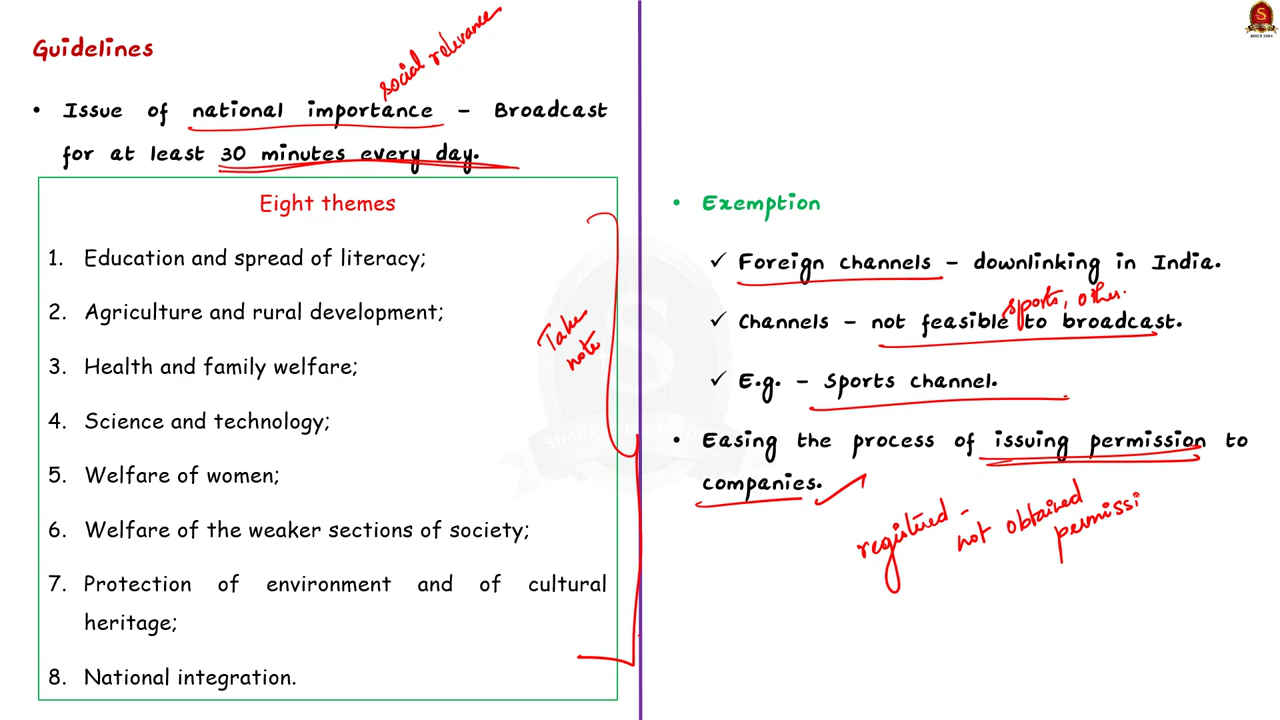 Guidelines
social relevance
• Issue of national importance – Broadcast
for at least 30 minutes every day.
Eight themes
1. Education and spread of literacy;
2. Agriculture and rural development;
3. Health and family welfare;
4. Science and technology;
5. Welfare of women;
6. Welfare of the weaker sections of society;
7. Protection of environment and of cultural
heritage;
8. National integration.
Take
note
• Exemption
✓ Foreign channels – downlinking in India.
sports, other.
✓ Channels – not feasible to broadcast.
✓ E.g. – Sports channel.
• Easing the process of issuing permission to
companies.
registered -
not obtained
permissi
S
SINCE 2004